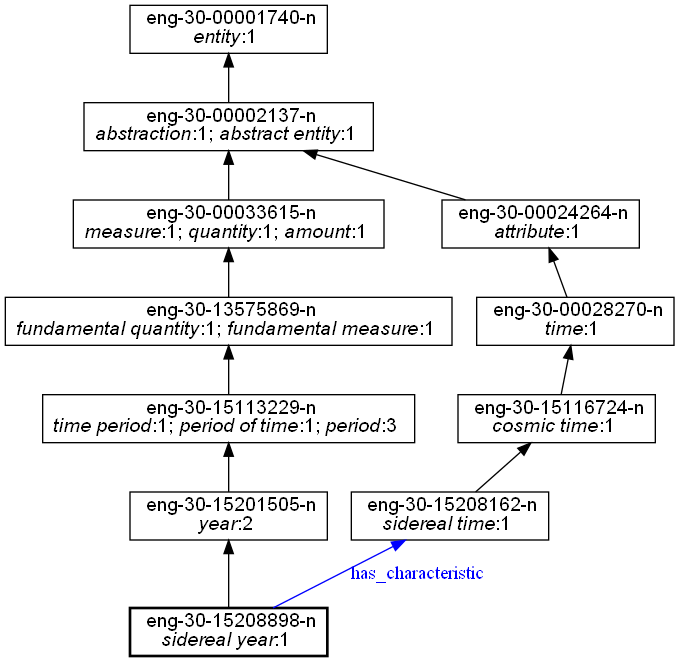 eng-30-00001740-n
entity:1
eng-30-00002137-n
abstraction:1; abstract entity:1
eng-30-00033615-n
measure:1; quantity:1; amount:1
eng-30-00024264-n
attribute:1
eng-30-13575869-n
fundamental quantity:1; fundamental measure:1
eng-30-00028270-n
time:1
eng-30-15113229-n
time period:1; period of time:1; period:3
eng-30-15116724-n
cosmic time:1
eng-30-15201505-n
year:2
eng-30-15208162-n
sidereal time:1
has_characteristic
eng-30-15208898-n
sidereal year:1